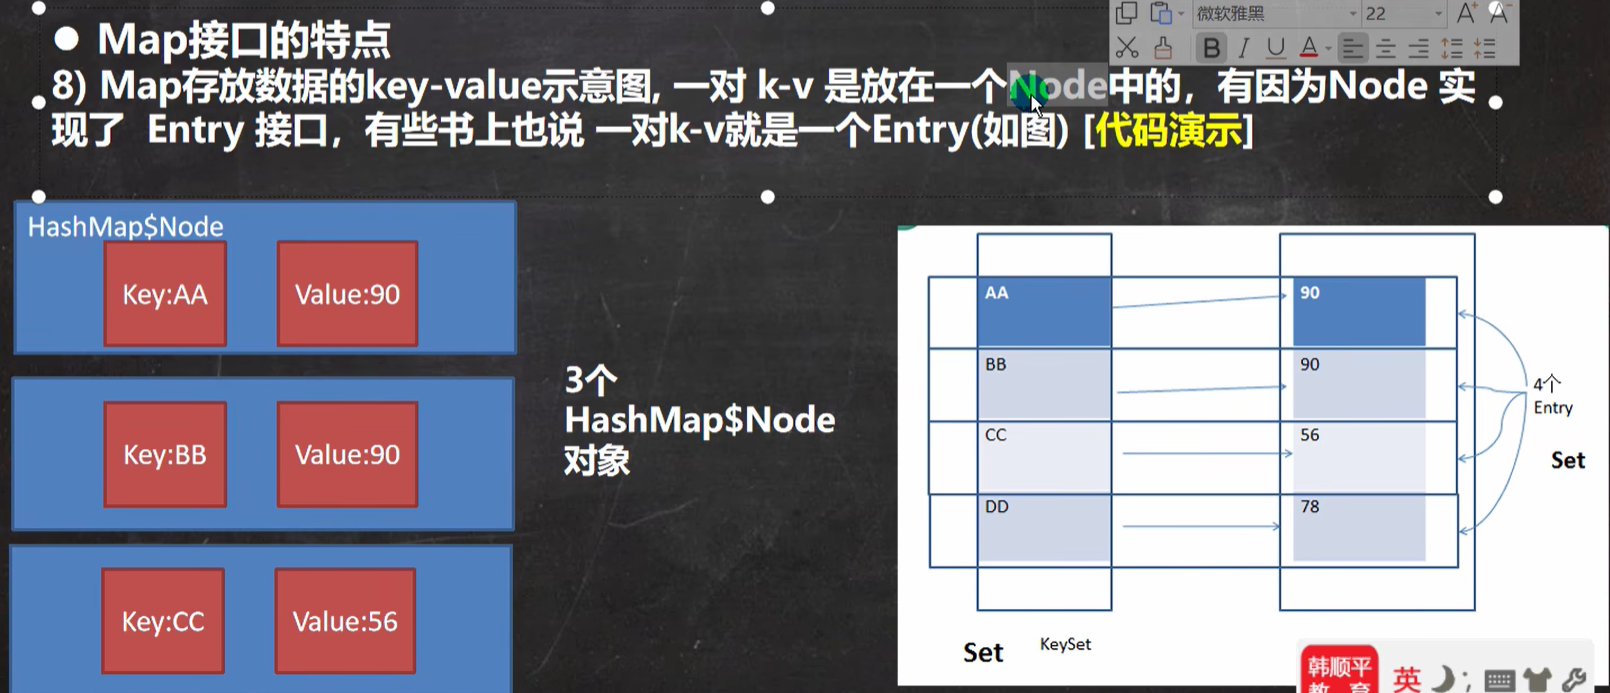 微软雅黑
22
● Map接口的特点
8) Map存放数据的key-value示意图, 一对 k-v 是放在一个Node中的，有因为Node 实
现了 Entry 接口，有些书上也说 一对k-v就是一个Entry(如图) [代码演示]
HashMap$Node
Key:AA
Value:90
Key:BB
Value:90
Key:CC
Value:56
3个
HashMap$Node
对象
AA
90
BB
90
CC
56
DD
78
4个
Entry
Set
Set
KeySet
韩顺平
教 育
英